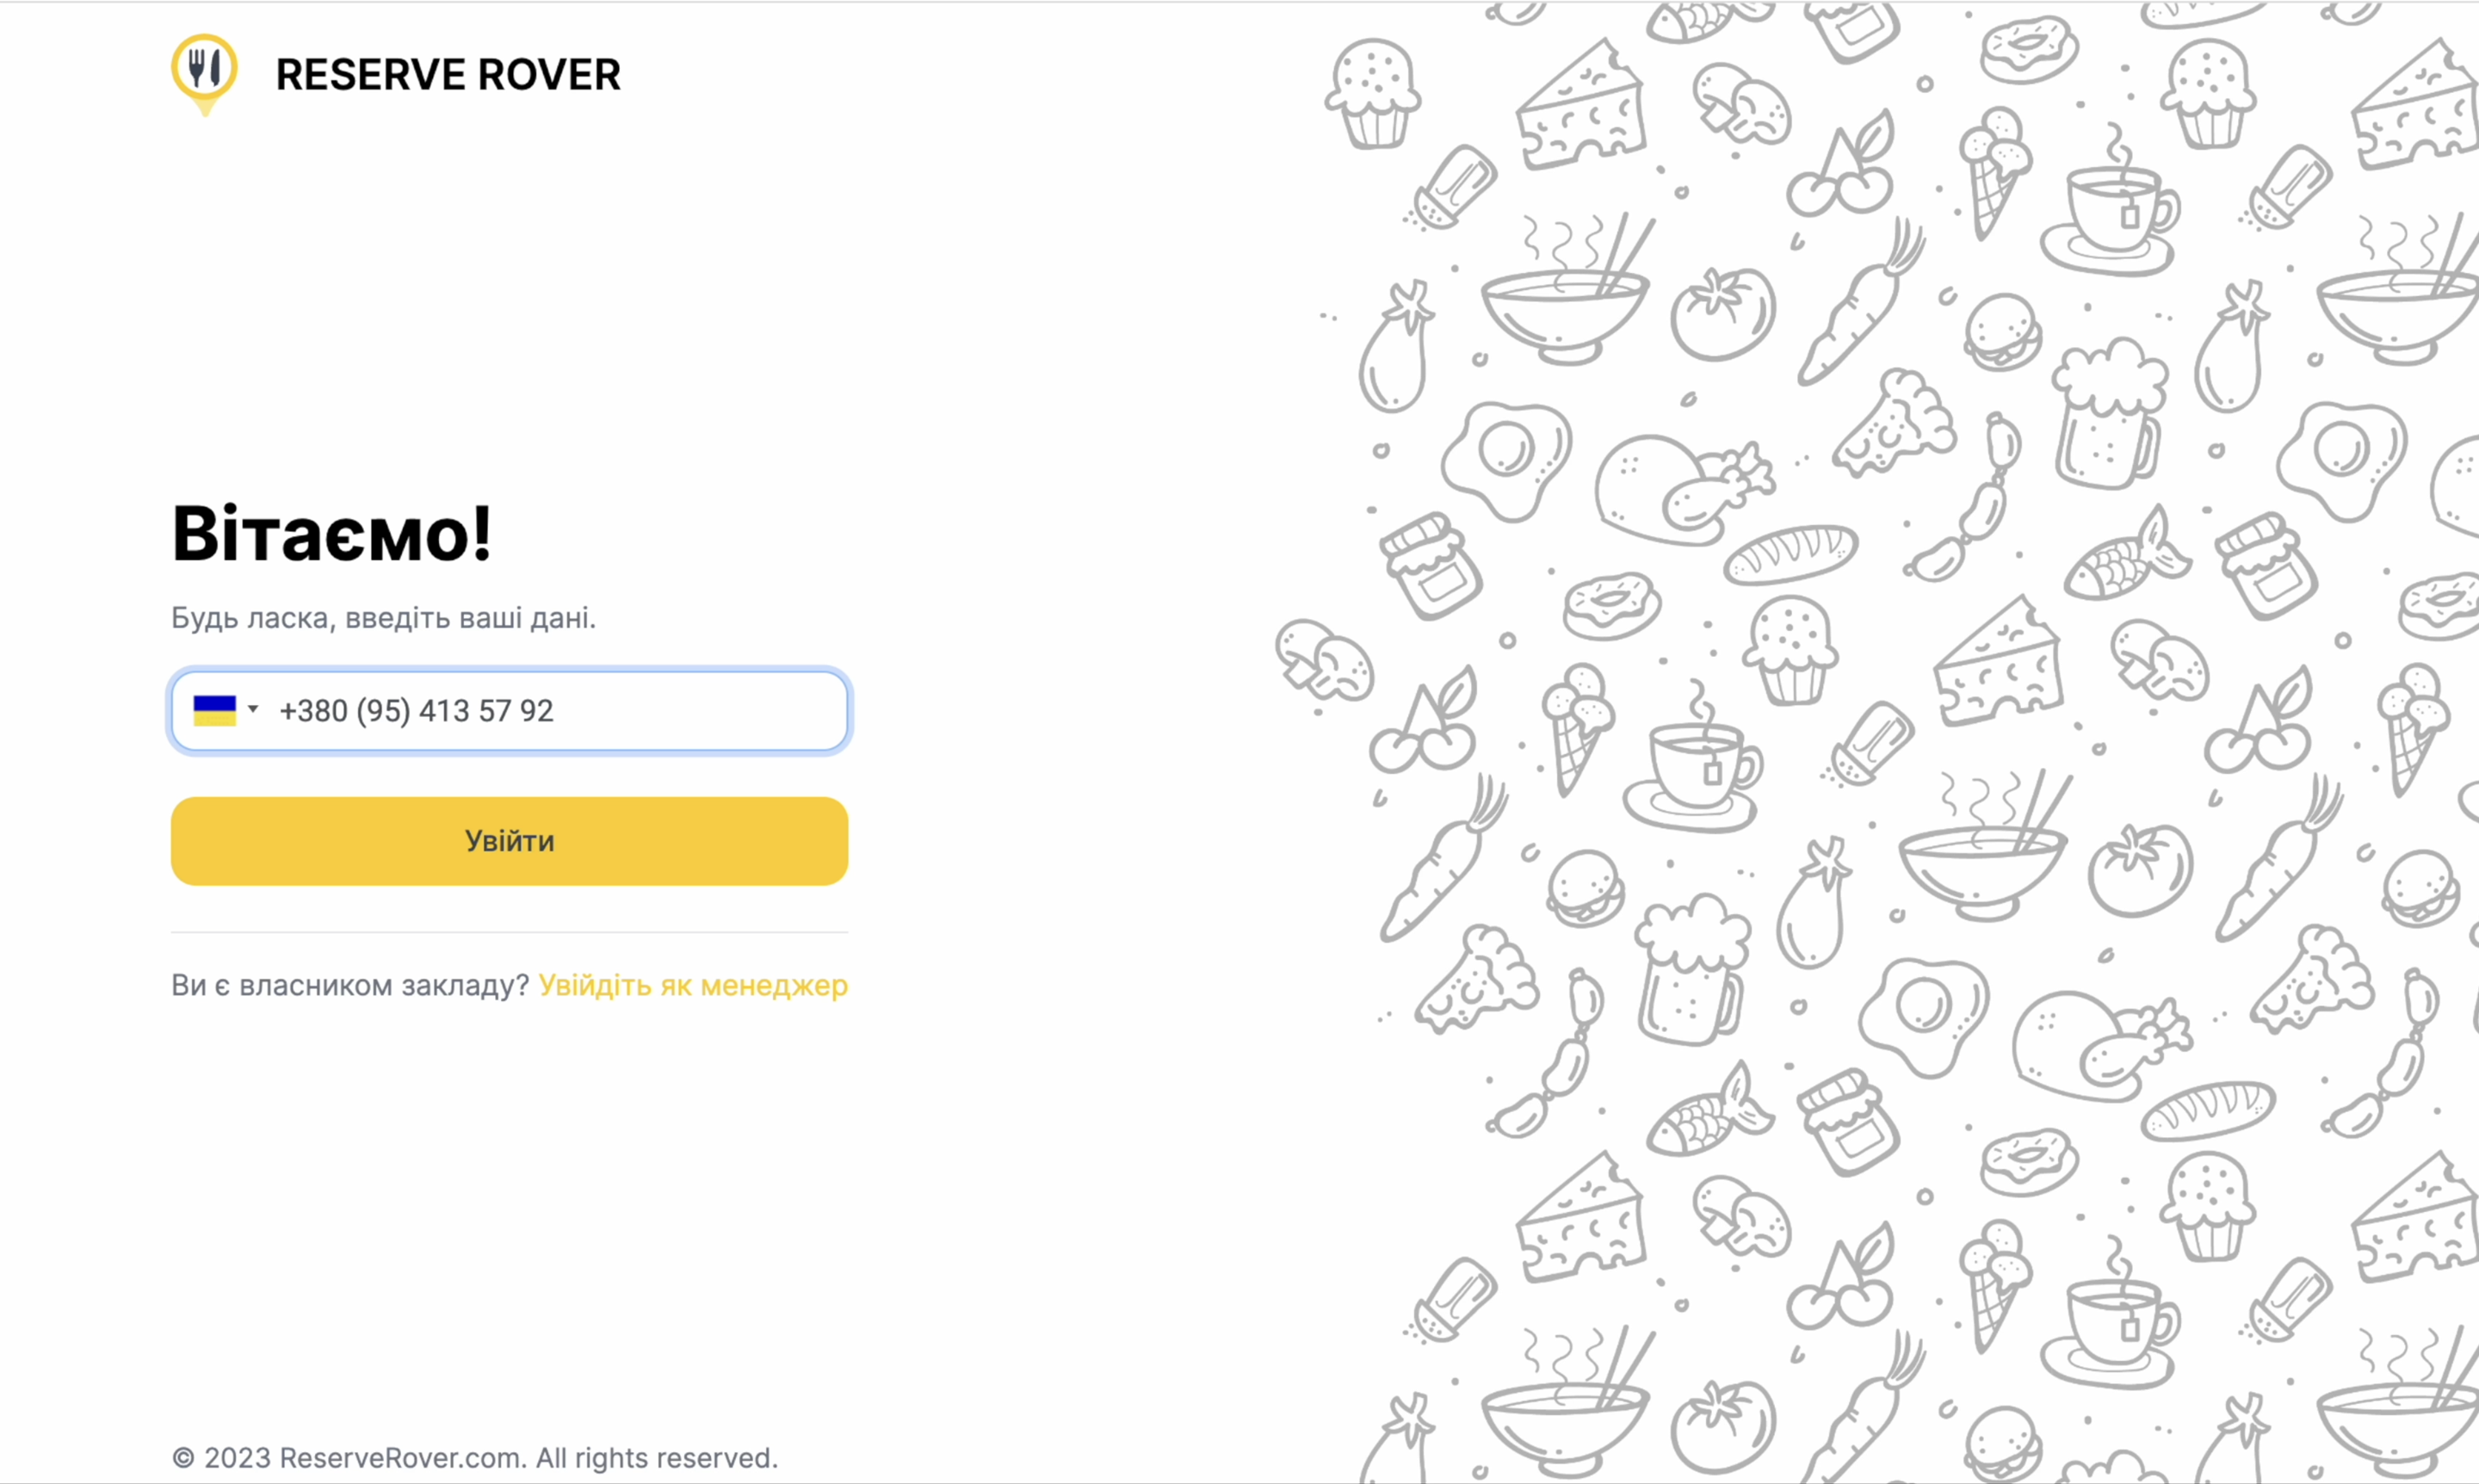 RESERVE ROVER
Вітаємо!
Будь ласка, введіть ваші дані.
+380 (95) 413 57 92
Увійти
Ви є власником закладу? Увійдіть як менеджер
© 2023 ReserveRover.com. All rights reserved.